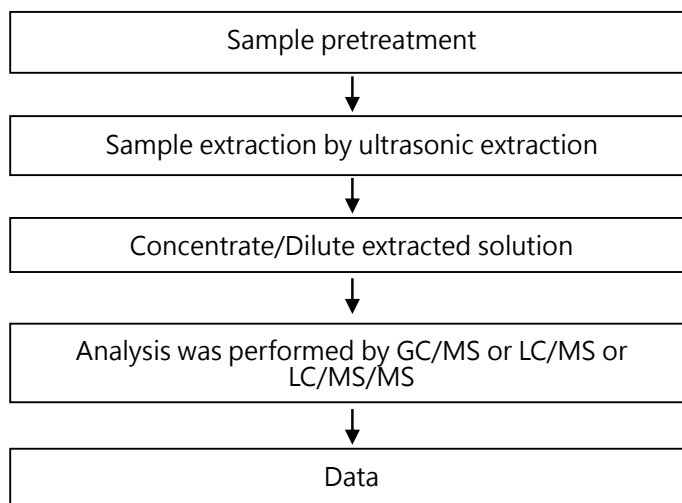 Sample pretreatment
Sample extraction by ultrasonic extraction
Concentrate/Dilute extracted solution
Analysis was performed by GC/MS or LC/MS or
LC/MS/MS
Data